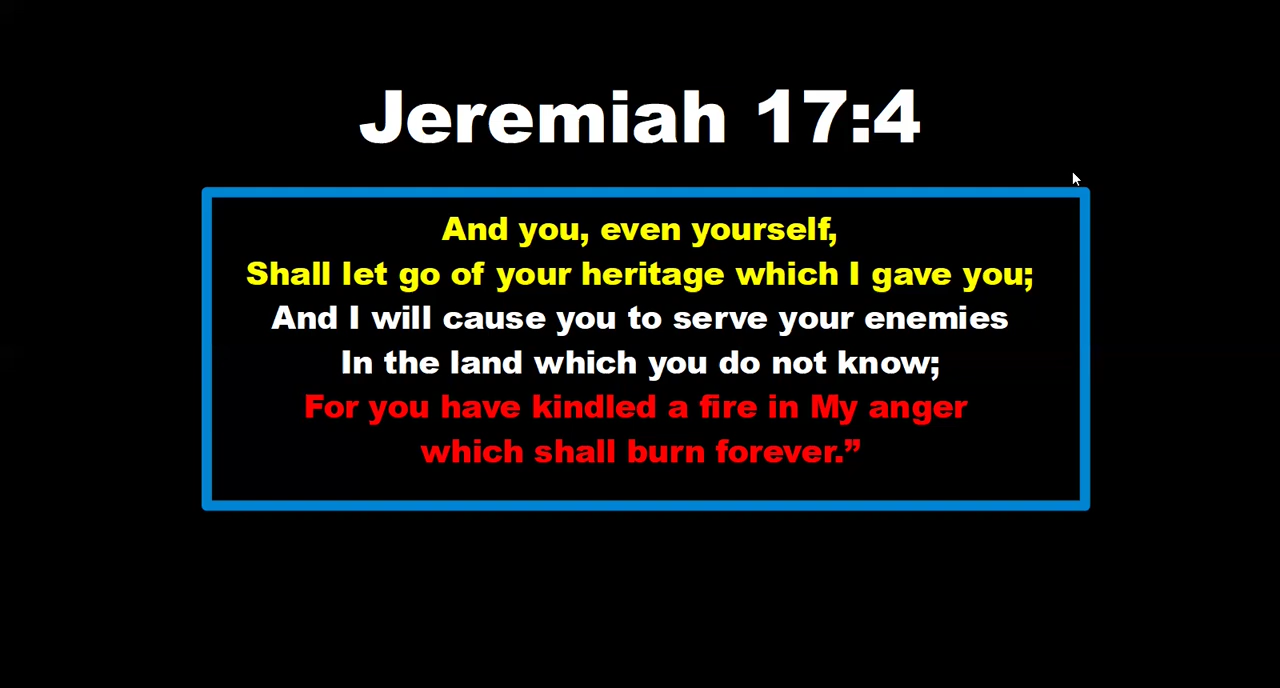 Jeremiah 17:4
And you, even yourself,
Shall let go of your heritage which I gave you;
And I will cause you to serve your enemies
In the land which you do not know;
For you have kindled a fire in My anger
which shall burn forever.”